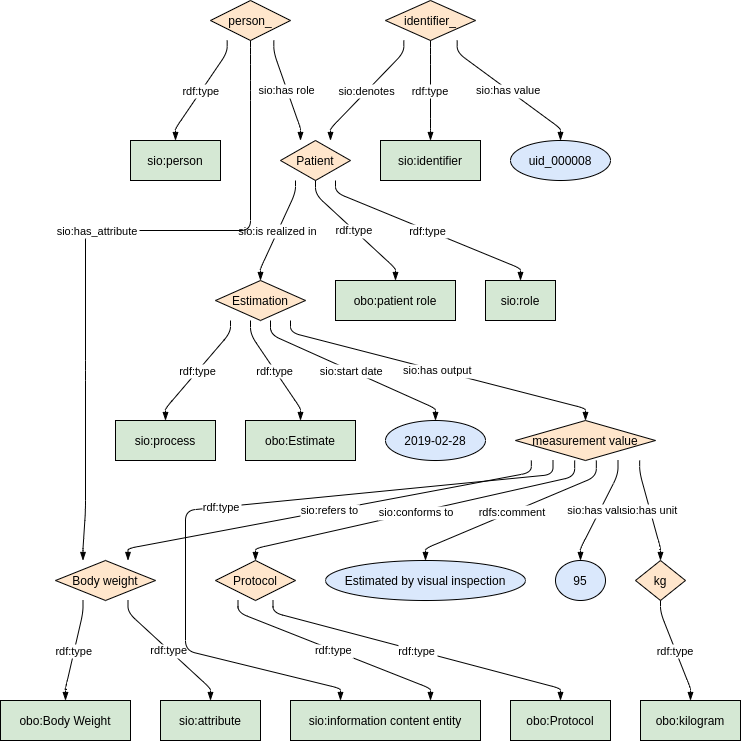 person_
identifier_
rdf:type
sio:has role
sio:denotes
rdf:type
sio:has value
sio:person
Patient
sio:identifier
uid_000008
sio:has_attribute
sio:is realized in
rdf:type
rdf:type
Estimation
obo:patient role
sio:role
rdf:type
rdf:type
sio:start date
sio:has output
sio:process
obo:Estimate
2019-02-28
measurement value
rdf:type
sio:refers to
sio:conforms to
rdfs:comment
sio:has val
sio:has unit
Body weight
Protocol
Estimated by visual inspection
95
kg
rdf:type
rdf:type
rdf:type
rdf:type
rdf:type
obo:Body Weight
sio:attribute
sio:information content entity
obo:Protocol
obo:kilogram